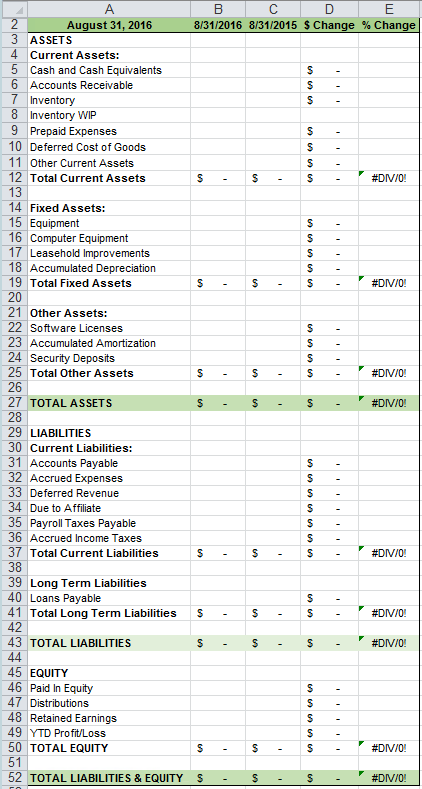 A B C D E
2 August 31, 2016 8/31/2016 8/31/2015 $ Change % Change
3 ASSETS
4 Current Assets:
5 Cash and Cash Equivalents $ -
6 Accounts Receivable $ -
7 Inventory $ -
8 Inventory WIP
9 Prepaid Expenses $ -
10 Deferred Cost of Goods $ -
11 Other Current Assets $ -
12 Total Current Assets $ - $ - $ - #DIV/0!
13
14 Fixed Assets:
15 Equipment $ -
16 Computer Equipment $ -
17 Leasehold Improvements $ -
18 Accumulated Depreciation $ -
19 Total Fixed Assets $ - $ - $ - #DIV/0!
20
21 Other Assets:
22 Software Licenses $ -
23 Accumulated Amortization $ -
24 Security Deposits $ -
25 Total Other Assets $ - $ - $ - #DIV/0!
26
27 TOTAL ASSETS $ - $ - $ - #DIV/0!
28
29 LIABILITIES
30 Current Liabilities:
31 Accounts Payable $ -
32 Accrued Expenses $ -
33 Deferred Revenue $ -
34 Due to Affiliate $ -
35 Payroll Taxes Payable $ -
36 Accrued Income Taxes $ -
37 Total Current Liabilities $ - $ - $ - #DIV/0!
38
39 Long Term Liabilities
40 Loans Payable $ -
41 Total Long Term Liabilities $ - $ - $ - #DIV/0!
42
43 TOTAL LIABILITIES $ - $ - $ - #DIV/0!
44
45 EQUITY
46 Paid In Equity $ -
47 Distributions $ -
48 Retained Earnings $ -
49 YTD Profit/Loss $ -
50 TOTAL EQUITY $ - $ - $ - #DIV/0!
51
52 TOTAL LIABILITIES & EQUITY $ - $ - $ - #DIV/0!